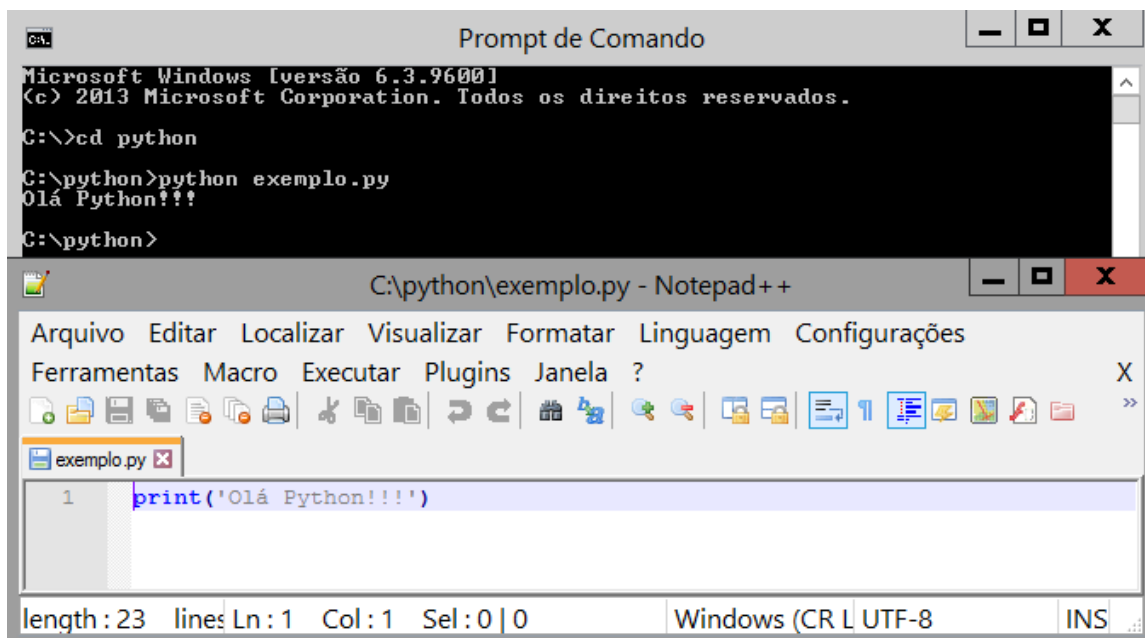 Prompt de Comando
Microsoft Windows [versão 6.3.9600]
(c) 2013 Microsoft Corporation. Todos os direitos reservados.
C:\>cd python
C:\python>python exemplo.py
Olá Python!!!
C:\python>
C:\python\exemplo.py - Notepad++
Arquivo Editar Localizar Visualizar Formatar Linguagem Configurações
Ferramentas Macro Executar Plugins Janela ? X
exemplo.py
1 print('Olá Python!!!')
length : 23 lines Ln : 1 Col : 1 Sel : 0 | 0 Windows (CR L UTF-8 INS